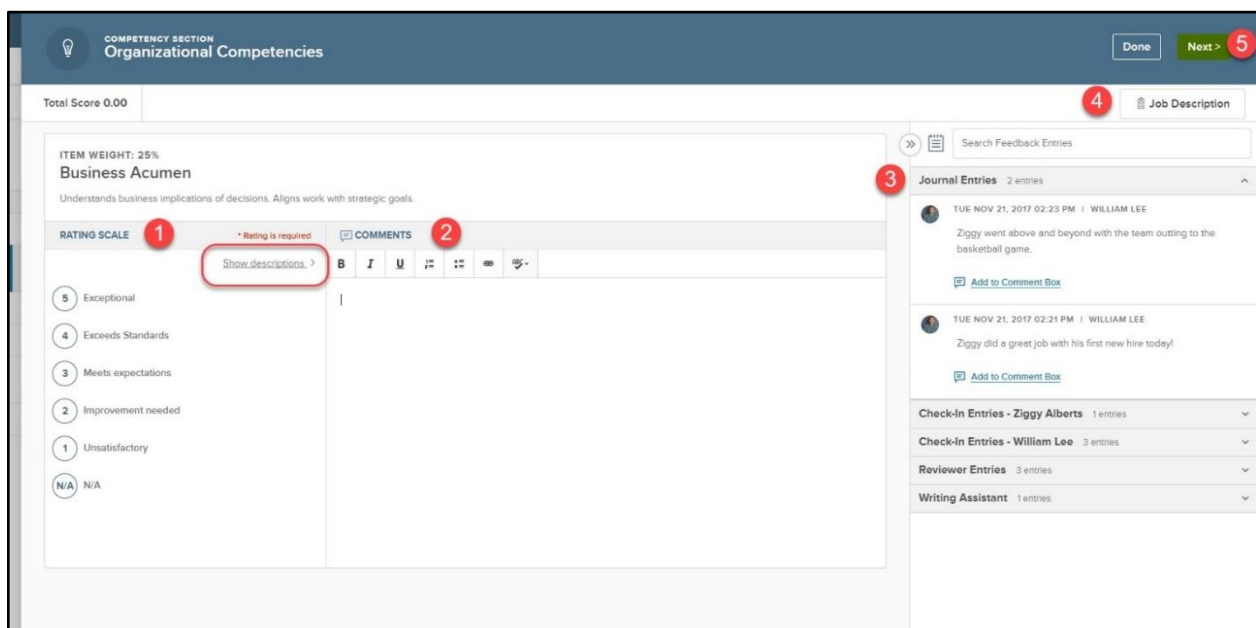 COMPETENCY SECTION
Organizational Competencies
Done
Next >
5
Total Score 0.00
4
Job Description
ITEM WEIGHT: 25%
Business Acumen
Understands business implications of decisions. Aligns work with strategic goals.
RATING SCALE
1
* Rating is required
COMMENTS
2
Show descriptions >
B I U
ABC
5 Exceptional
4 Exceeds Standards
3 Meets expectations
2 Improvement needed
1 Unsatisfactory
N/A N/A
Search Feedback Entries
3
Journal Entries 2 entries
TUE NOV 21, 2017 02:23 PM | WILLIAM LEE
Ziggy went above and beyond with the team outting to the
basketball game.
Add to Comment Box
TUE NOV 21, 2017 02:21 PM | WILLIAM LEE
Ziggy did a great job with his first new hire today!
Add to Comment Box
Check-In Entries - Ziggy Alberts 1 entries
Check-In Entries - William Lee 3 entries
Reviewer Entries 3 entries
Writing Assistant 1 entries